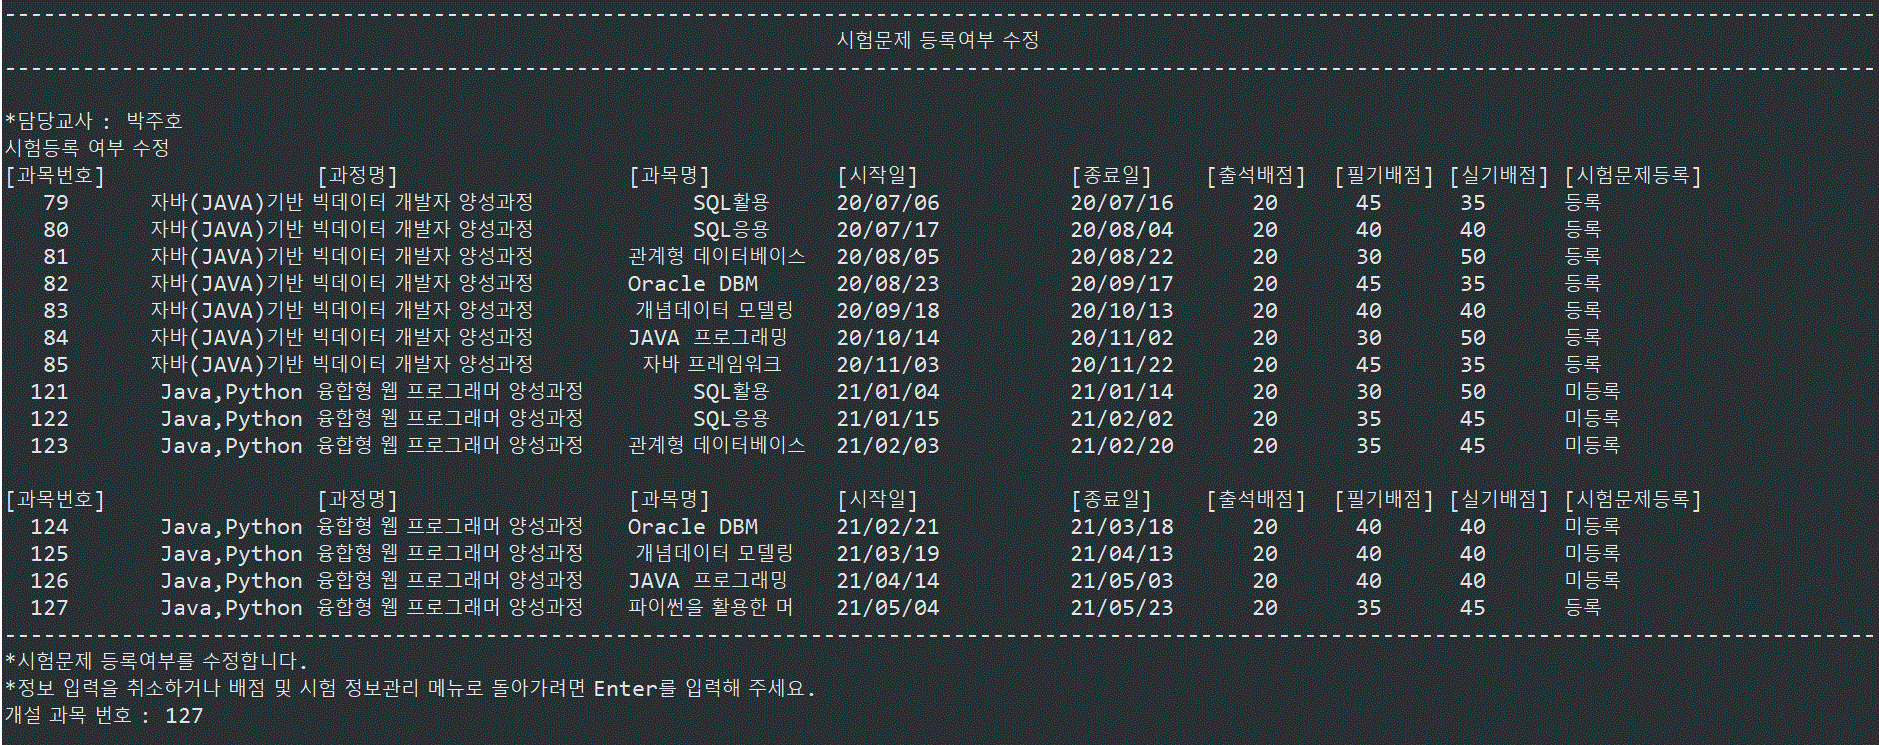 --------------------------------------------------------------------------------------------------------------------------------------------------
시험문제 등록여부 수정
--------------------------------------------------------------------------------------------------------------------------------------------------
*담당교사 : 박주호
시험등록 여부 수정
[과목번호] [과정명] [과목명] [시작일] [종료일] [출석배점] [필기배점] [실기배점] [시험문제등록]
79 자바(JAVA)기반 빅데이터 개발자 양성과정 SQL활용 20/07/06 20/07/16 20 45 35 등록
80 자바(JAVA)기반 빅데이터 개발자 양성과정 SQL응용 20/07/17 20/08/04 20 40 40 등록
81 자바(JAVA)기반 빅데이터 개발자 양성과정 관계형 데이터베이스 20/08/05 20/08/22 20 30 50 등록
82 자바(JAVA)기반 빅데이터 개발자 양성과정 Oracle DBM 20/08/23 20/09/17 20 45 35 등록
83 자바(JAVA)기반 빅데이터 개발자 양성과정 개념데이터 모델링 20/09/18 20/10/13 20 40 40 등록
84 자바(JAVA)기반 빅데이터 개발자 양성과정 JAVA 프로그래밍 20/10/14 20/11/02 20 30 50 등록
85 자바(JAVA)기반 빅데이터 개발자 양성과정 자바 프레임워크 20/11/03 20/11/22 20 45 35 등록
121 Java,Python 융합형 웹 프로그래머 양성과정 SQL활용 21/01/04 21/01/14 20 30 50 미등록
122 Java,Python 융합형 웹 프로그래머 양성과정 SQL응용 21/01/15 21/02/02 20 35 45 미등록
123 Java,Python 융합형 웹 프로그래머 양성과정 관계형 데이터베이스 21/02/03 21/02/20 20 35 45 미등록
[과목번호] [과정명] [과목명] [시작일] [종료일] [출석배점] [필기배점] [실기배점] [시험문제등록]
124 Java,Python 융합형 웹 프로그래머 양성과정 Oracle DBM 21/02/21 21/03/18 20 40 40 미등록
125 Java,Python 융합형 웹 프로그래머 양성과정 개념데이터 모델링 21/03/19 21/04/13 20 40 40 미등록
126 Java,Python 융합형 웹 프로그래머 양성과정 JAVA 프로그래밍 21/04/14 21/05/03 20 40 40 미등록
127 Java,Python 융합형 웹 프로그래머 양성과정 파이썬을 활용한 머 21/05/04 21/05/23 20 35 45 등록
--------------------------------------------------------------------------------------------------------------------------------------------------
*시험문제 등록여부를 수정합니다.
*정보 입력을 취소하거나 배점 및 시험 정보관리 메뉴로 돌아가려면 Enter를 입력해 주세요.
개설 과목 번호 : 127